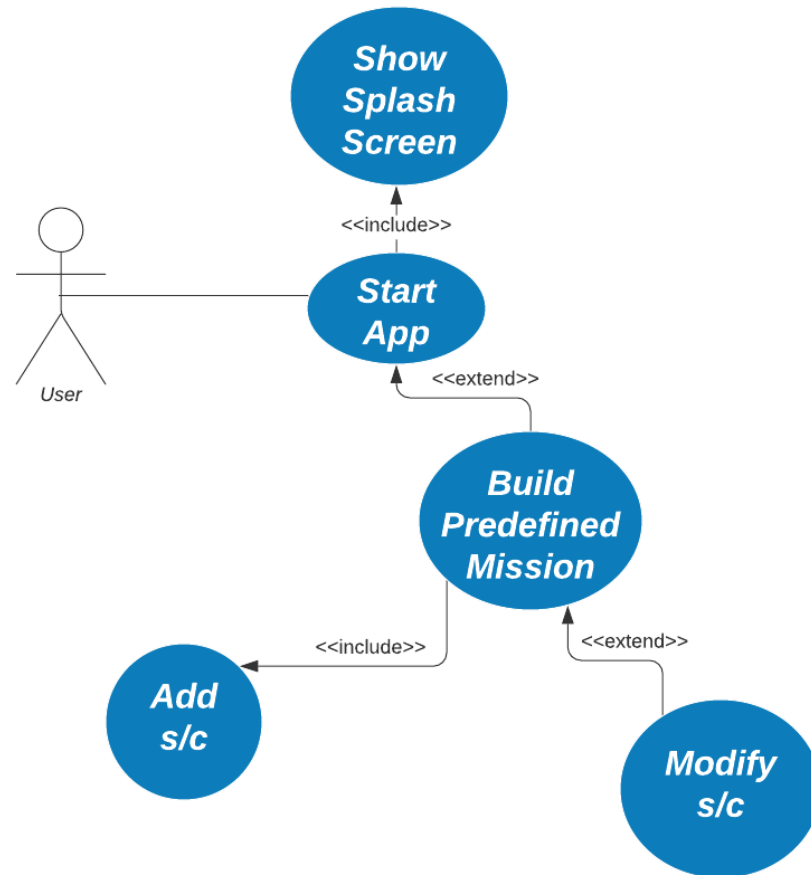 Show
Splash
Screen
<<include>>
Start
App
User
<<extend>>
Build
Predefined
Mission
<<include>>
<<extend>>
Add
s/c
Modify
s/c